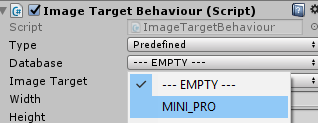 Image Target Behaviour (Script)
Script ImageTargetBehaviour
Type Predefined
Database --- EMPTY ---
Image Target --- EMPTY ---
Width MINI_PRO
Height